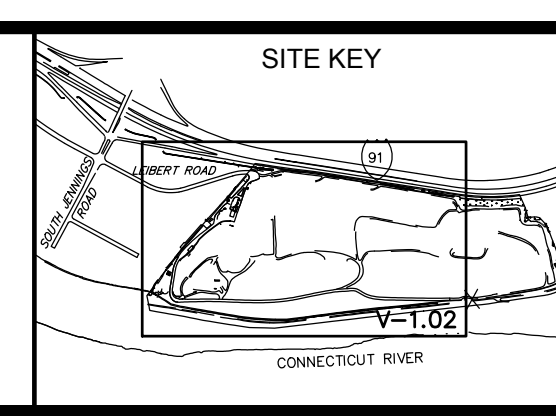 SITE KEY
91
LEIBERT ROAD
SOUTH JENNINGS
ROAD
V-1.02
CONNECTICUT RIVER